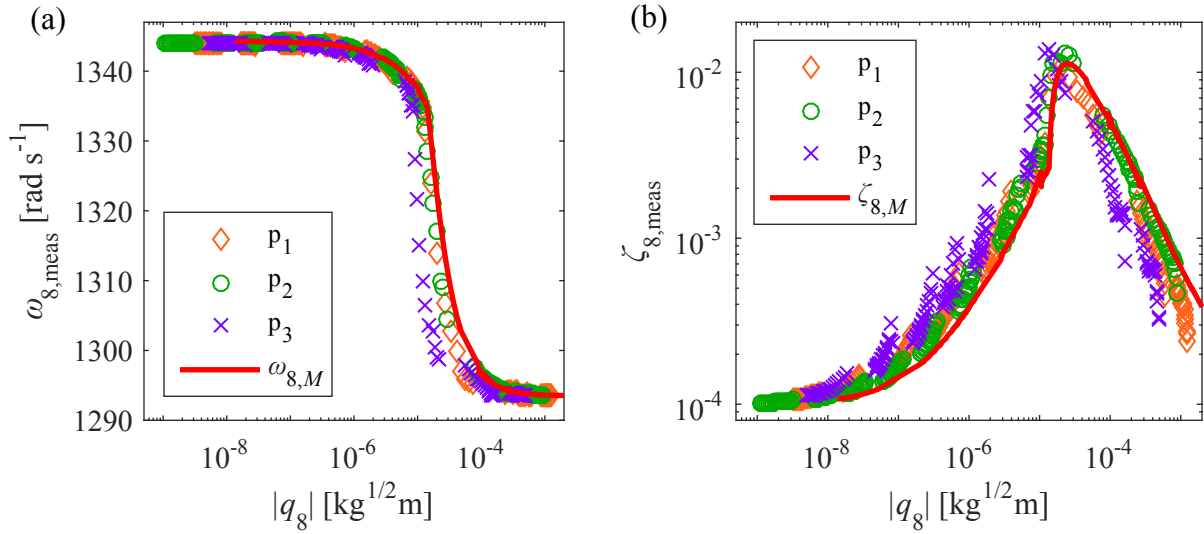 (a)
1340
1330
1320
1310
1300
1290
ω8,meas [rad s-1]
p1
p2
p3
ω8,M
10-8
10-6
10-4
|q8| [kg1/2m]
(b)
10-2
10-3
10-4
ζ8,meas
p1
p2
p3
ζ8,M
10-8
10-6
10-4
|q8| [kg1/2m]